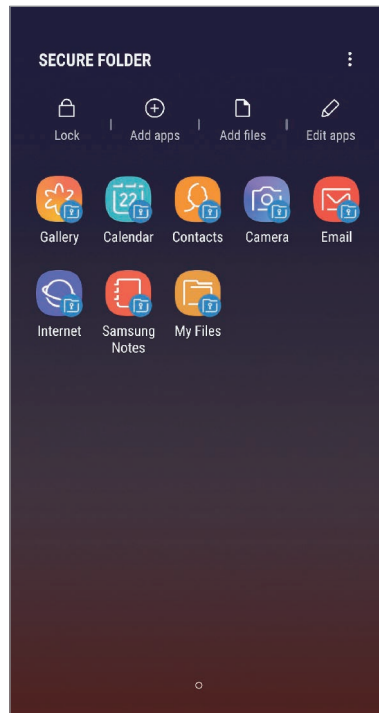 SECURE FOLDER
Lock
Add apps
Add files
Edit apps
22
Gallery
Calendar
Contacts
Camera
Email
Internet
Samsung
Notes
My Files